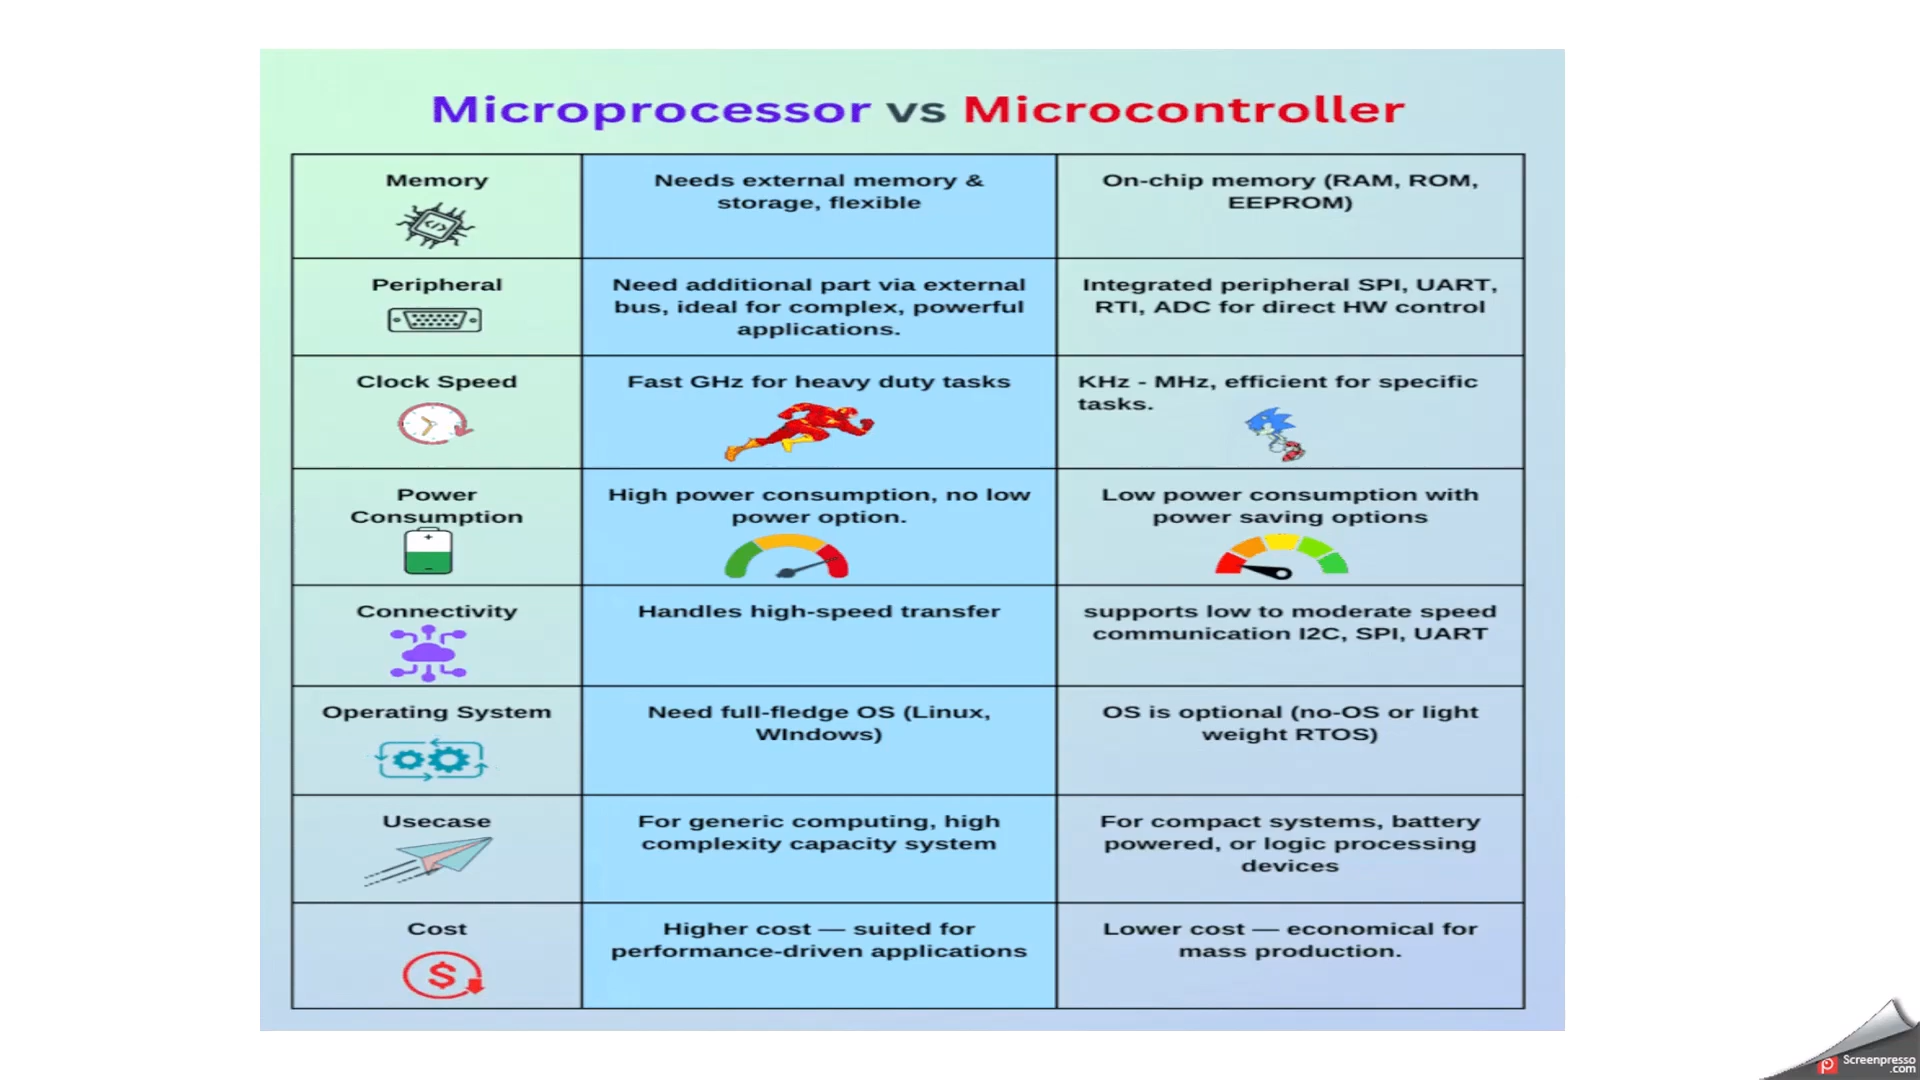 Microprocessor vs Microcontroller
Memory
Needs external memory &
storage, flexible
On-chip memory (RAM, ROM,
EEPROM)
Peripheral
Need additional part via external
bus, ideal for complex, powerful
applications.
Integrated peripheral SPI, UART,
RTI, ADC for direct HW control
Clock Speed
Fast GHz for heavy duty tasks
KHz - MHz, efficient for specific
tasks.
Power
Consumption
High power consumption, no low
power option.
Low power consumption with
power saving options
Connectivity
Handles high-speed transfer
supports low to moderate speed
communication I2C, SPI, UART
Operating System
Need full-fledge OS (Linux,
WIndows)
OS is optional (no-OS or light
weight RTOS)
Usecase
For generic computing, high
complexity capacity system
For compact systems, battery
powered, or logic processing
devices
Cost
$
Higher cost — suited for
performance-driven applications
Lower cost — economical for
mass production.
Screenpresso
.com